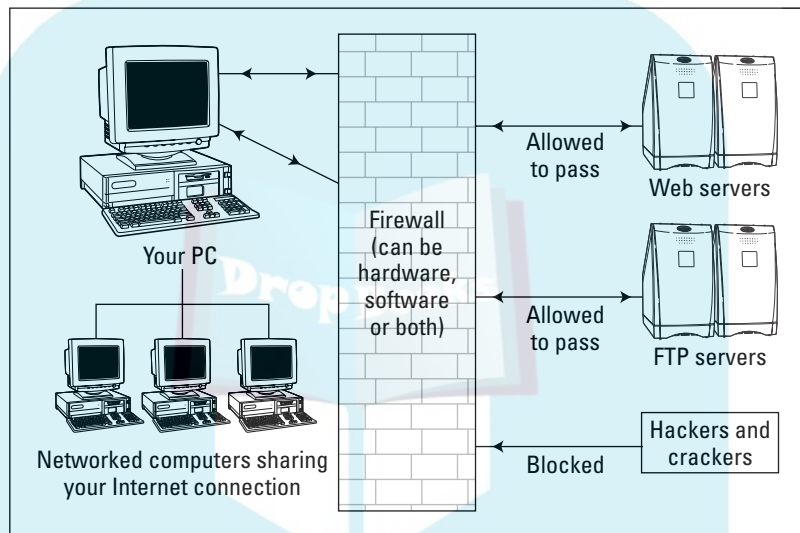 Your PC
Networked computers sharing
your Internet connection
Firewall
(can be
hardware,
software
or both)
Allowed
to pass
Web servers
Allowed
to pass
FTP servers
Blocked
Hackers and
crackers
DropBooks